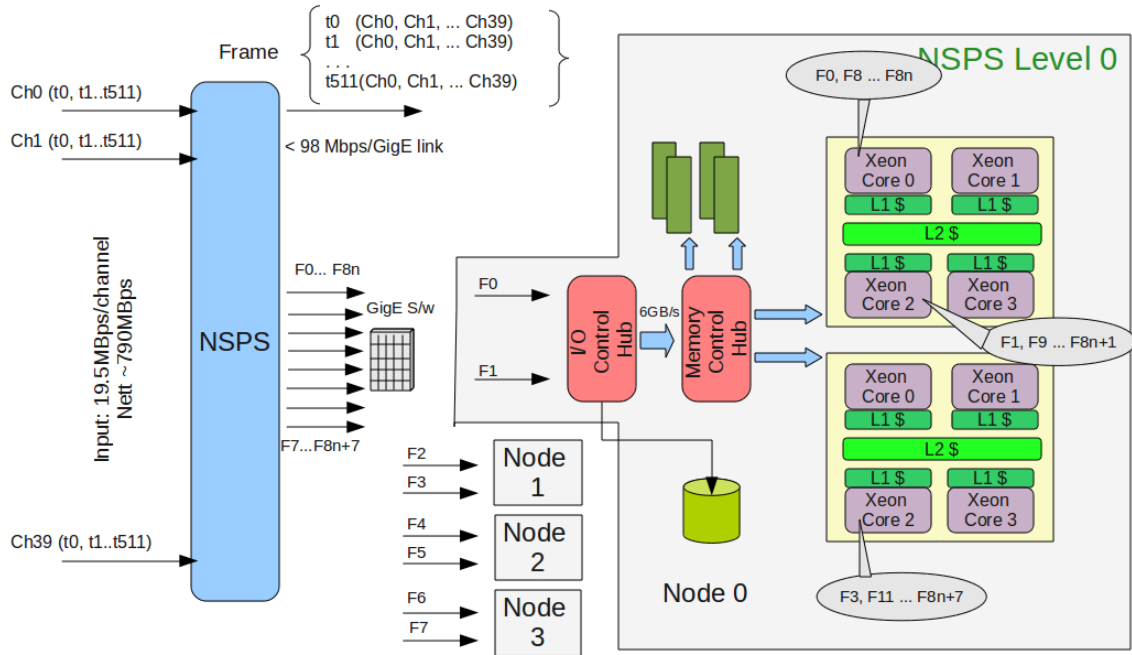 Frame
t0 (Ch0, Ch1, ... Ch39)
t1 (Ch0, Ch1, ... Ch39)
. . .
t511(Ch0, Ch1, ... Ch39)
Ch0 (t0, t1..t511)
Ch1 (t0, t1..t511)
Ch39 (t0, t1..t511)
Input: 19.5MBps/channel
Nett ~790MBps
NSPS
< 98 Mbps/GigE link
F0... F8n
GigE S/w
F7...F8n+7
NSPS Level 0
F0
F1
I/O
Control
Hub
6GB/s
Memory
Control
Hub
F0, F8 ... F8n
Xeon
Core 0
Xeon
Core 1
L1 $
L1 $
L2 $
L1 $
L1 $
Xeon
Core 2
Xeon
Core 3
F1, F9 ... F8n+1
Xeon
Core 0
Xeon
Core 1
L1 $
L1 $
L2 $
L1 $
L1 $
Xeon
Core 2
Xeon
Core 3
F3, F11 ... F8n+7
Node 0
F2
F3
Node
1
F4
F5
Node
2
F6
F7
Node
3